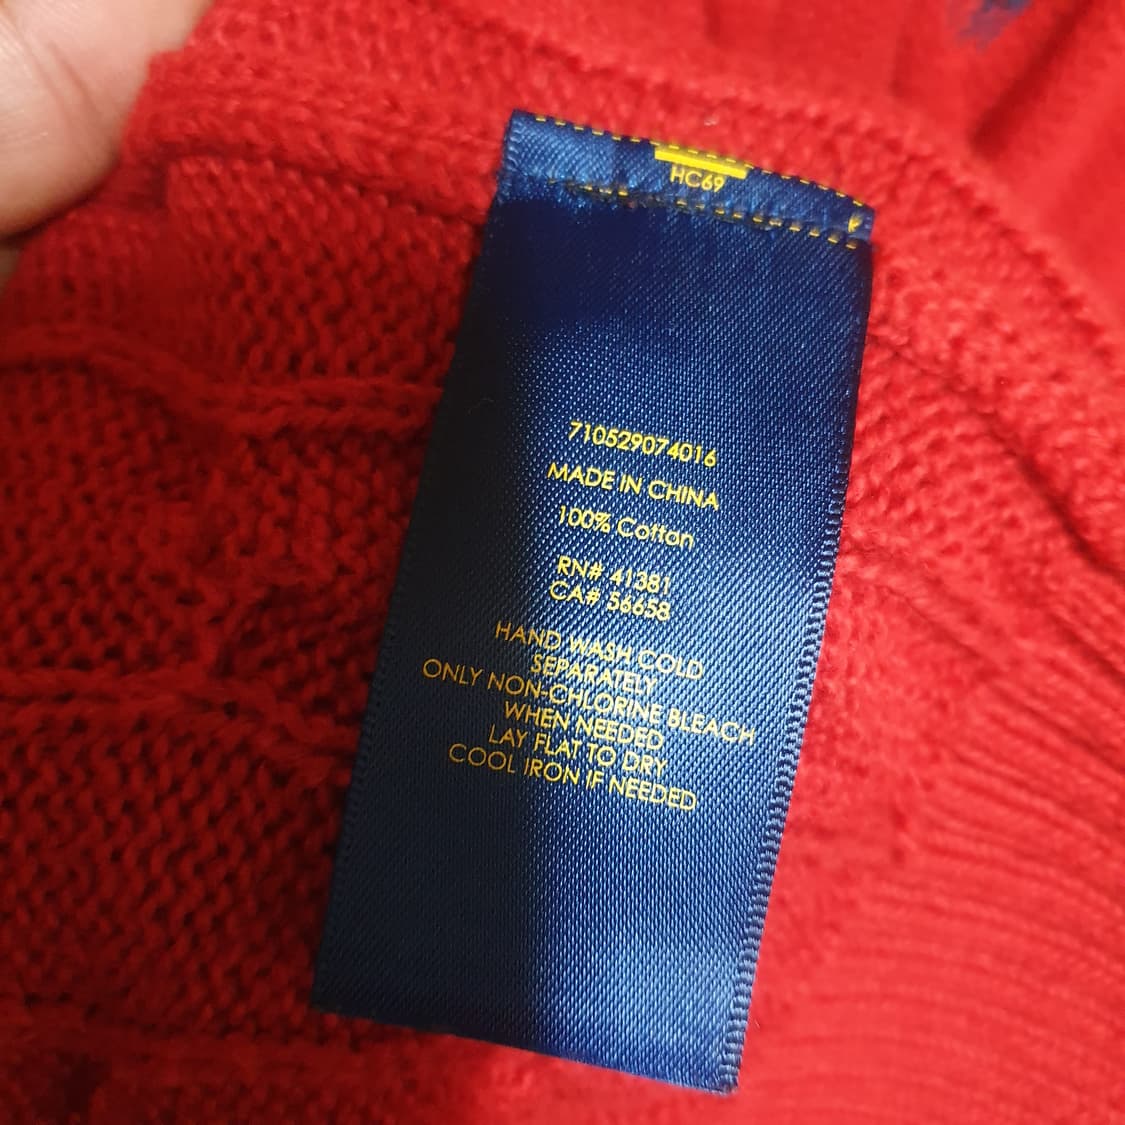 HC69
710529074016
MADE IN CHINA
100% Cotton
RN# 41381
CA# 56658
HAND WASH COLD
SEPARATELY
ONLY NON-CHLORINE BLEACH
WHEN NEEDED
LAY FLAT TO DRY
COOL IRON IF NEEDED